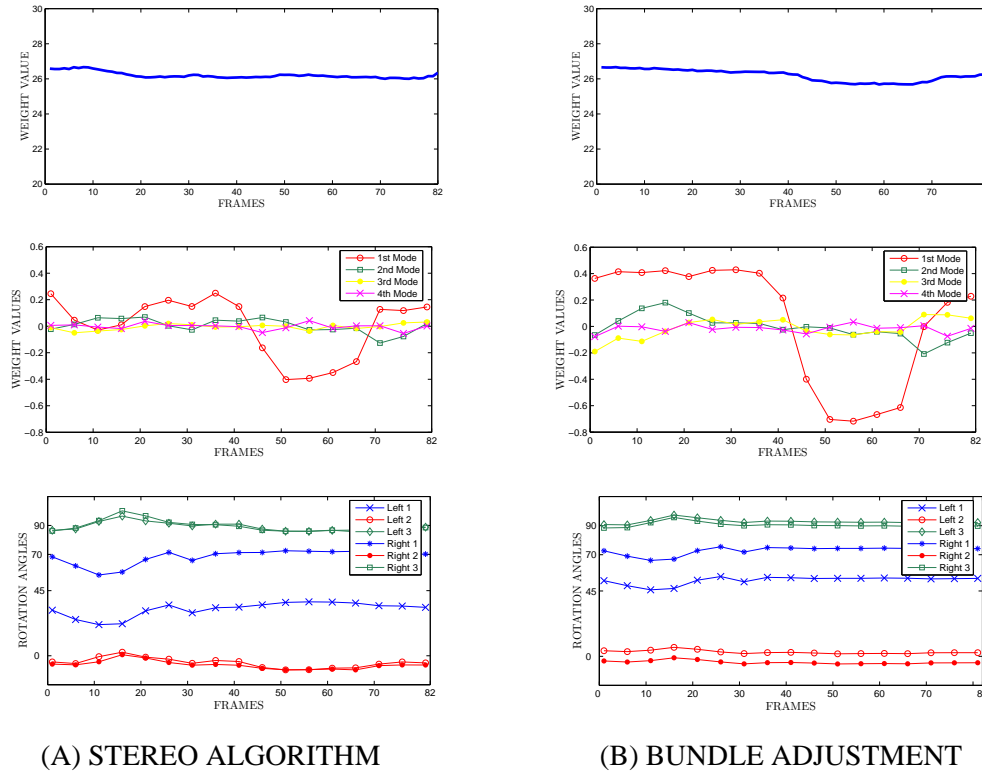 30
28
26
24
22
20
WEIGHT VALUE
0 10 20 30 40 50 60 70 82
FRAMES
30
28
26
24
22
20
WEIGHT VALUE
0 10 20 30 40 50 60 70
FRAMES
0.6
0.4
0.2
0
−0.2
−0.4
−0.6
−0.8
WEIGHT VALUES
0 10 20 30 40 50 60 70 82
FRAMES
1st Mode
2nd Mode
3rd Mode
4th Mode
0.6
0.4
0.2
0
−0.2
−0.4
−0.6
−0.8
WEIGHT VALUES
0 10 20 30 40 50 60 70 82
FRAMES
1st Mode
2nd Mode
3rd Mode
4th Mode
90
70
45
0
ROTATION ANGLES
0 10 20 30 40 50 60 70 82
FRAMES
Left 1
Left 2
Left 3
Right 1
Right 2
Right 3
90
70
45
0
ROTATION ANGLES
0 10 20 30 40 50 60 70 82
FRAMES
Left 1
Left 2
Left 3
Right 1
Right 2
Right 3
(A) STEREO ALGORITHM
(B) BUNDLE ADJUSTMENT